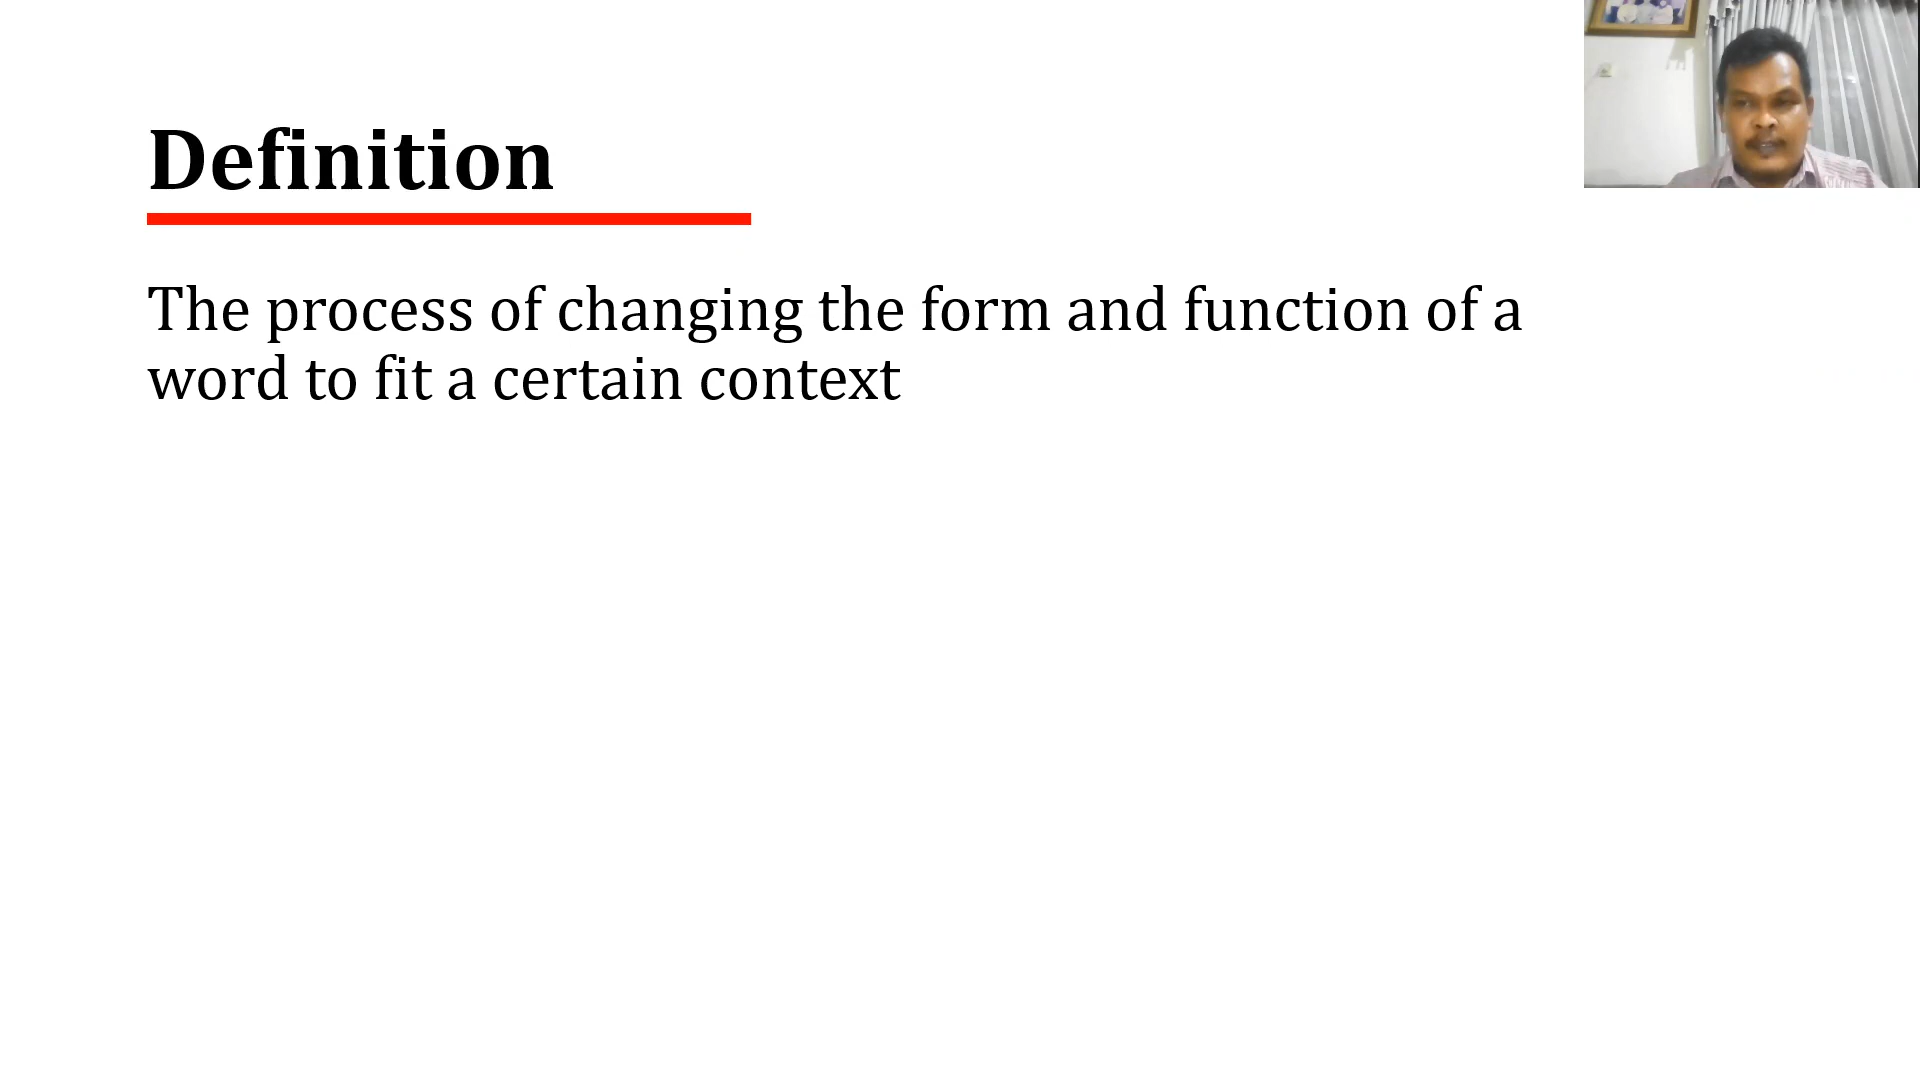 Definition
The process of changing the form and function of a
word to fit a certain context